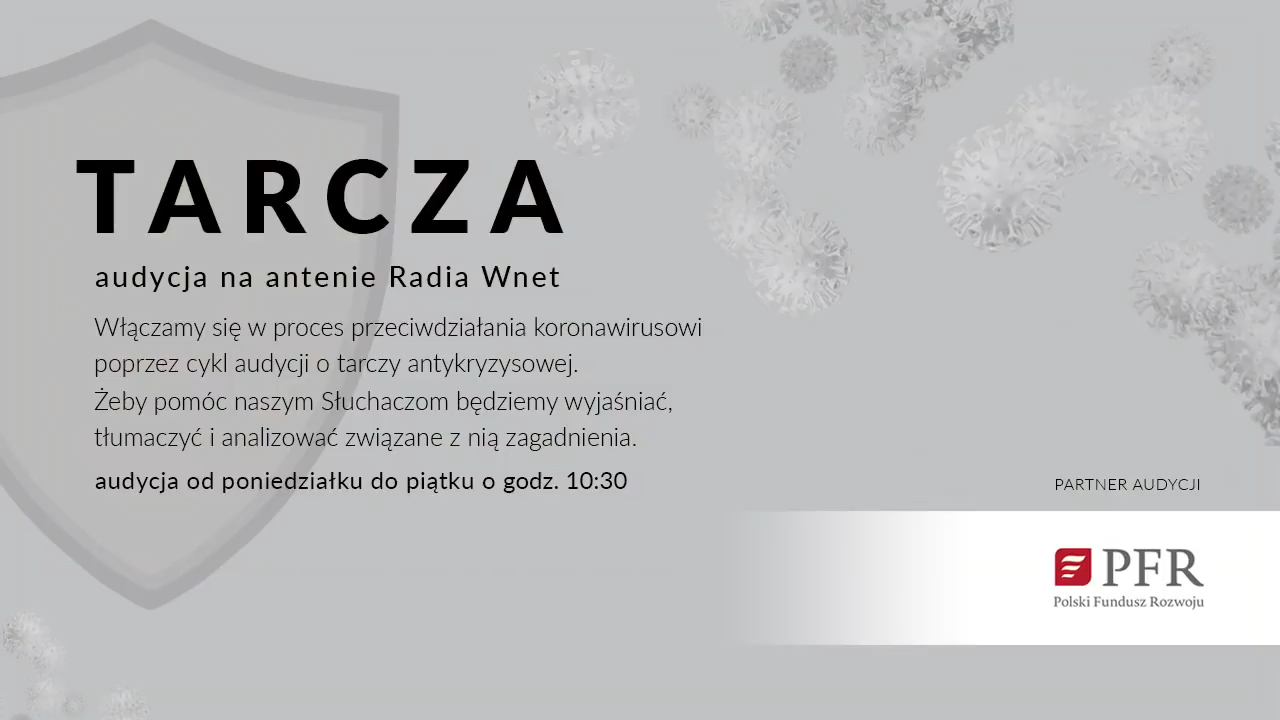 TARCZA
audycja na antenie Radia Wnet
Włączamy się w proces przeciwdziałania koronawirusowi
poprzez cykl audycji o tarczy antykryzysowej.
Żeby pomóc naszym Słuchaczom będziemy wyjaśniać,
tłumaczyć i analizować związane z nią zagadnienia.
audycja od poniedziałku do piątku o godz. 10:30
PARTNER AUDYCJI
PFR
Polski Fundusz Rozwoju